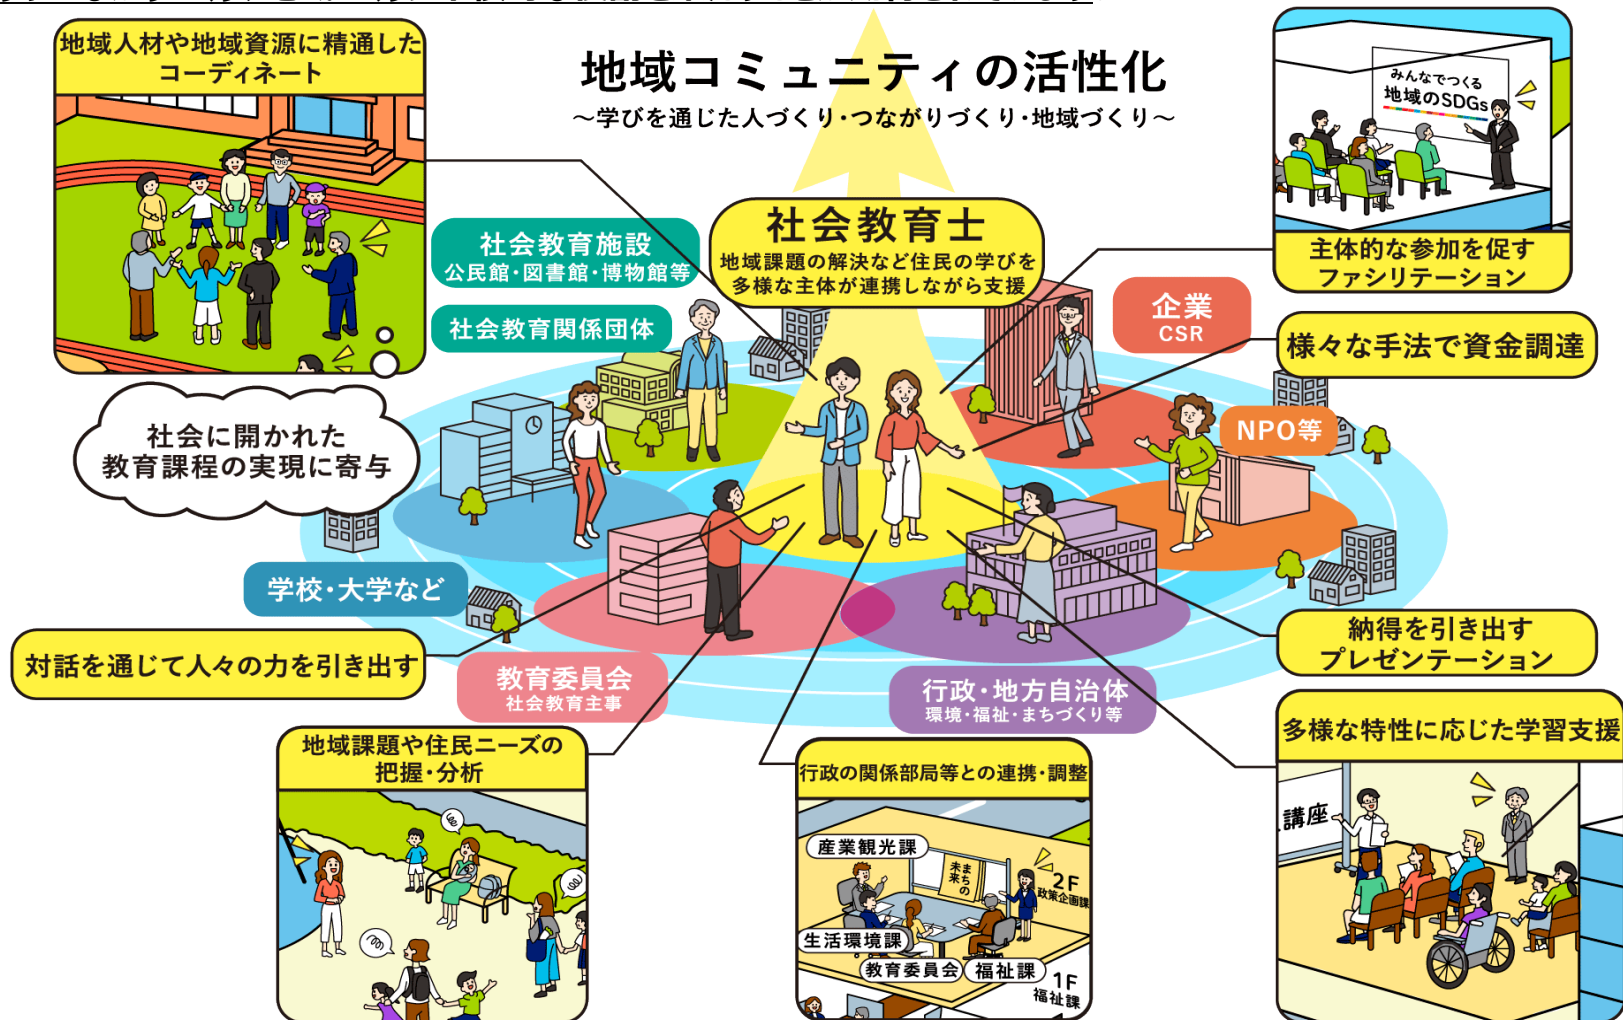 地域人材や地域資源に精通した
コーディネート
地域コミュニティの活性化
～学びを通じた人づくり・つながりづくり・地域づくり～
みんなでつくる
地域のSDGs
主体的な参加を促す
ファシリテーション
社会教育施設
公民館・図書館・博物館等
社会教育関係団体
社会教育士
地域課題の解決など住民の学びを
多様な主体が連携しながら支援
企業
CSR
様々な手法で資金調達
社会に開かれた
教育課程の実現に寄与
NPO等
学校・大学など
対話を通じて人々の力を引き出す
教育委員会
社会教育主事
行政・地方自治体
環境・福祉・まちづくり等
納得を引き出す
プレゼンテーション
地域課題や住民ニーズの
把握・分析
行政の関係部局等との連携・調整
産業観光課
まちの
未来
2F
政策企画課
生活環境課
教育委員会
福祉課
1F
福祉課
多様な特性に応じた学習支援
講座